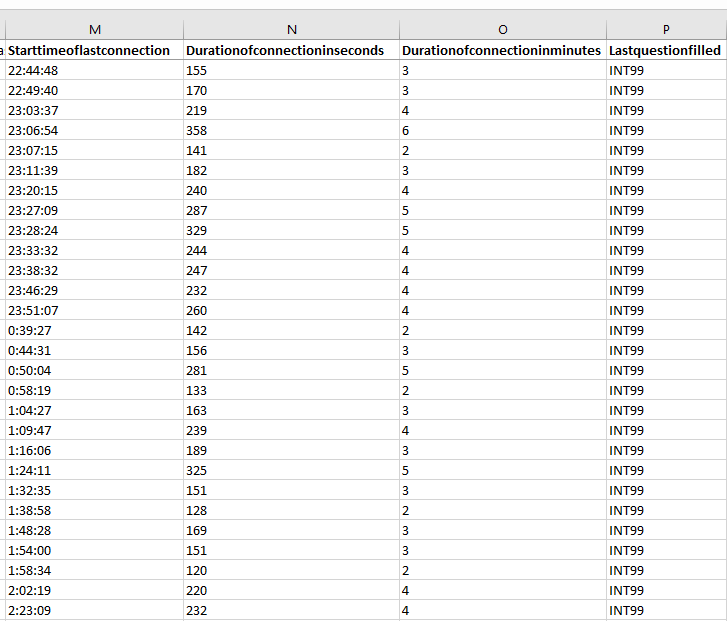 M N O P
a Starttimeoflastconnection Durationofconnectioninseconds Durationofconnectioninminutes Lastquestionfilled
22:44:48 155 3 INT99
22:49:40 170 3 INT99
23:03:37 219 4 INT99
23:06:54 358 6 INT99
23:07:15 141 2 INT99
23:11:39 182 3 INT99
23:20:15 240 4 INT99
23:27:09 287 5 INT99
23:28:24 329 5 INT99
23:33:32 244 4 INT99
23:38:32 247 4 INT99
23:46:29 232 4 INT99
23:51:07 260 4 INT99
0:39:27 142 2 INT99
0:44:31 156 3 INT99
0:50:04 281 5 INT99
0:58:19 133 2 INT99
1:04:27 163 3 INT99
1:09:47 239 4 INT99
1:16:06 189 3 INT99
1:24:11 325 5 INT99
1:32:35 151 3 INT99
1:38:58 128 2 INT99
1:48:28 169 3 INT99
1:54:00 151 3 INT99
1:58:34 120 2 INT99
2:02:19 220 4 INT99
2:23:09 232 4 INT99